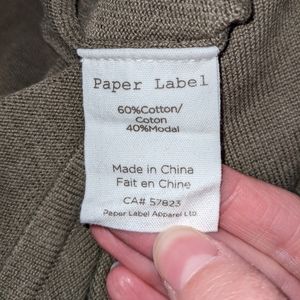 Paper Label
60%Cotton/
Coton
40%Modal
Made in China
Fait en Chine
CA# 57823
Paper Label Apparel Ltd.